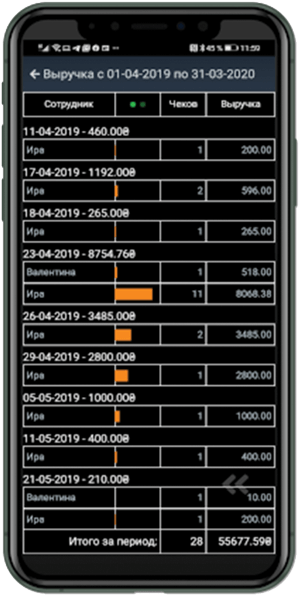 45 % 11:59
← Выручка с 01-04-2019 по 31-03-2020
Сотрудник Чеков Выручка
11-04-2019 - 460.00₴
Ира 1 200.00
17-04-2019 - 1192.00₴
Ира 2 596.00
18-04-2019 - 265.00₴
Ира 1 265.00
23-04-2019 - 8754.76₴
Валентина 1 518.00
Ира 11 8068.38
26-04-2019 - 3485.00₴
Ира 2 3485.00
29-04-2019 - 2800.00₴
Ира 1 2800.00
05-05-2019 - 1000.00₴
Ира 1 1000.00
11-05-2019 - 400.00₴
Ира 1 400.00
21-05-2019 - 210.00₴
Валентина 1 10.00
Ира 1 200.00
Итого за период: 28 55677.59₴